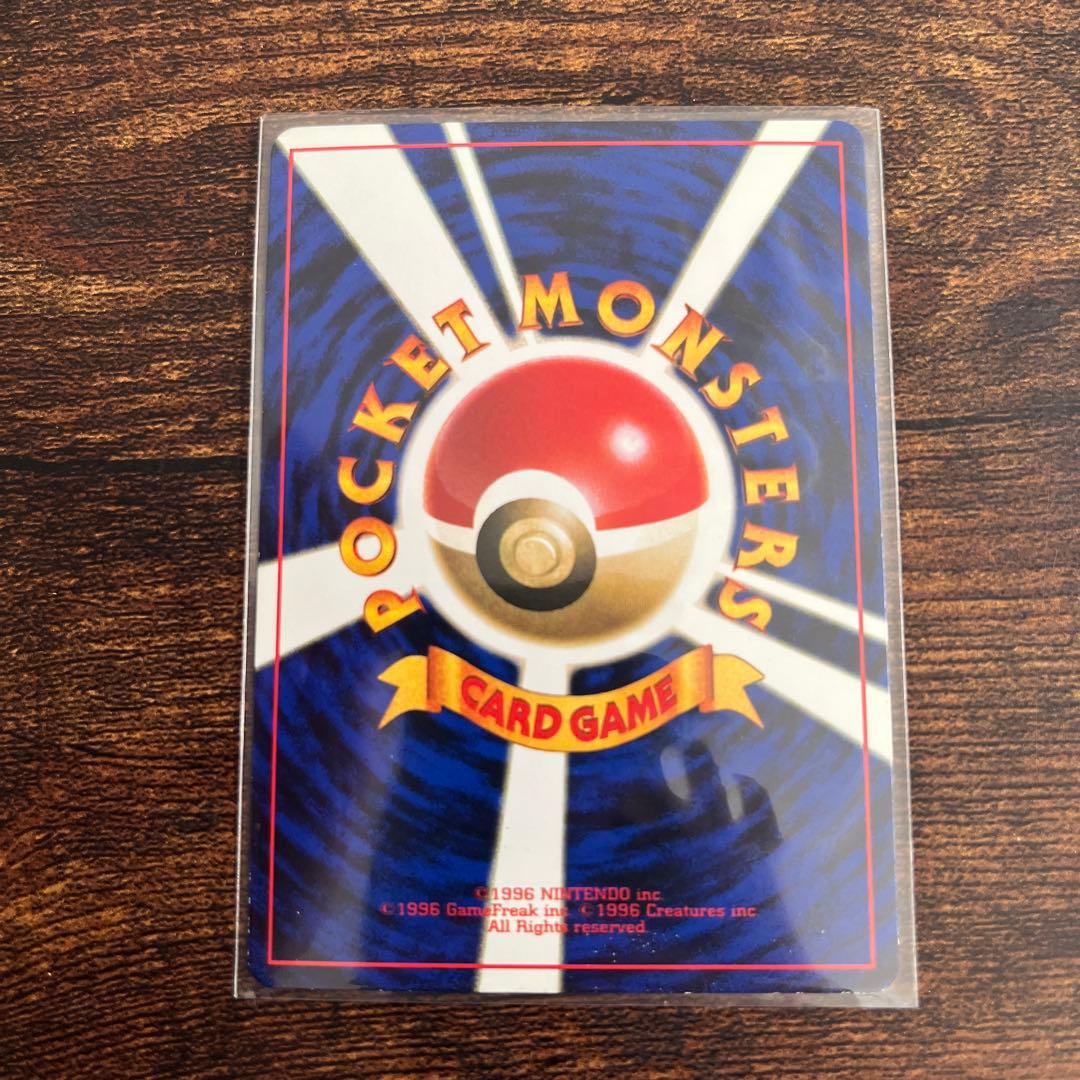 POCKET MONSTERS
CARD GAME
©1996 NINTENDO inc.
©1996 GameFreak inc. ©1996 Creatures inc.
All Rights reserved.